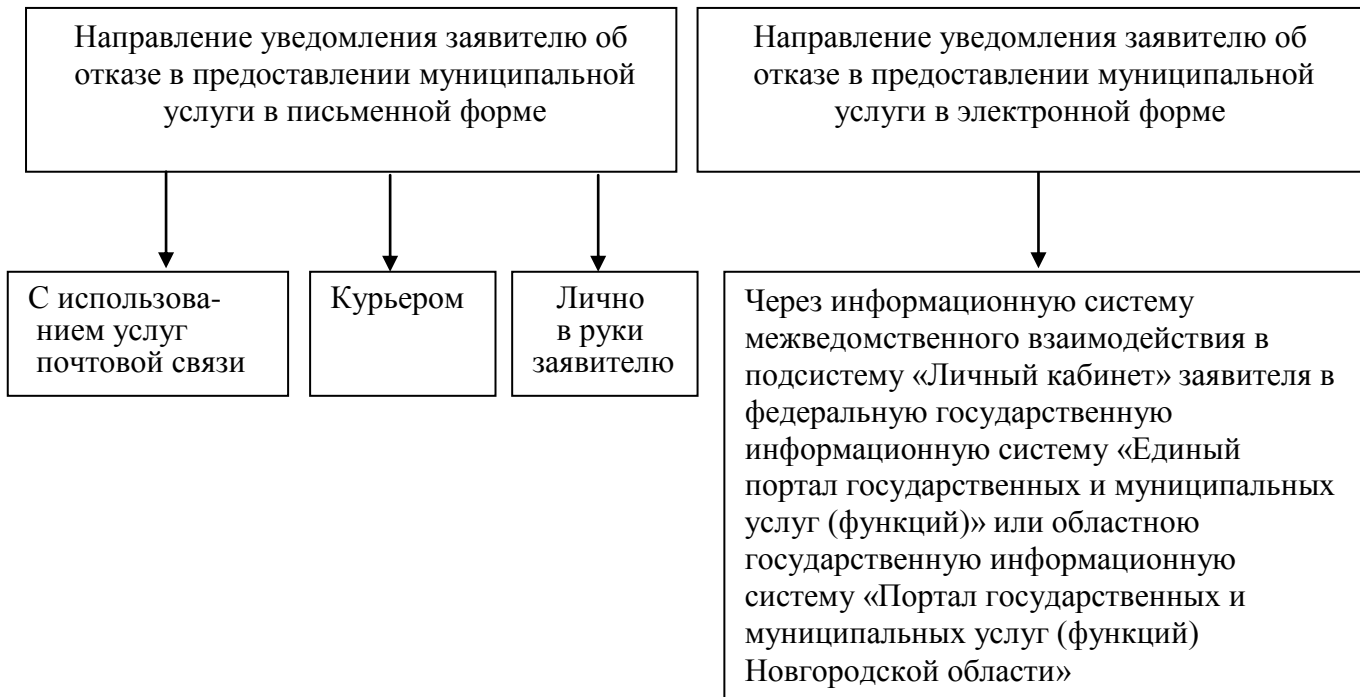 Направление уведомления заявителю об
отказе в предоставлении муниципальной
услуги в письменной форме
Направление уведомления заявителю об
отказе в предоставлении муниципальной
услуги в электронной форме
С использова-
нием услуг
почтовой связи
Курьером
Лично
в руки
заявителю
Через информационную систему
межведомственного взаимодействия в
подсистему «Личный кабинет» заявителя в
федеральную государственную
информационную систему «Единый
портал государственных и муниципальных
услуг (функций)» или областною
государственную информационную
систему «Портал государственных и
муниципальных услуг (функций)
Новгородской области»